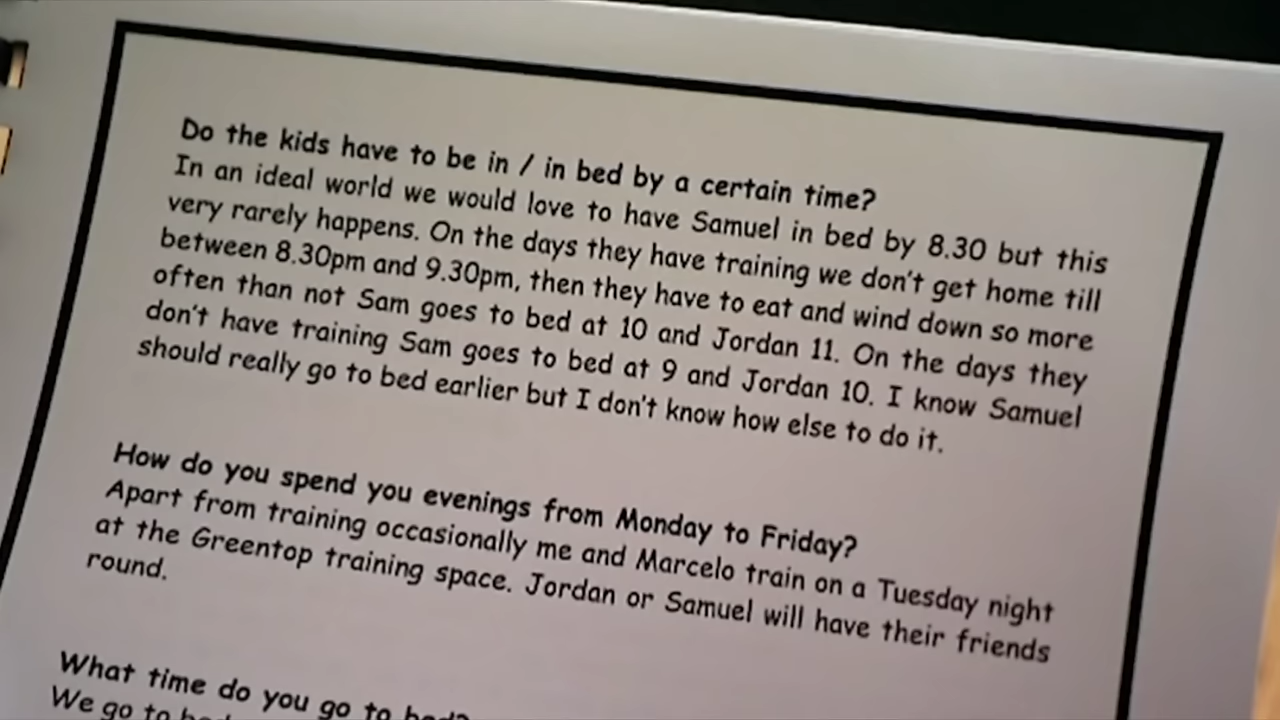 Do the kids have to be in / in bed by a certain time?
In an ideal world we would love to have Samuel in bed by 8.30 but this
very rarely happens. On the days they have training we don't get home till
between 8.30pm and 9.30pm, then they have to eat and wind down so more
often than not Sam goes to bed at 10 and Jordan 11. On the days they
don't have training Sam goes to bed at 9 and Jordan 10. I know Samuel
should really go to bed earlier but I don't know how else to do it.
How do you spend you evenings from Monday to Friday?
Apart from training occasionally me and Marcelo train on a Tuesday night
at the Greentop training space. Jordan or Samuel will have their friends
round.
What time do you go to bed?
We go to bed